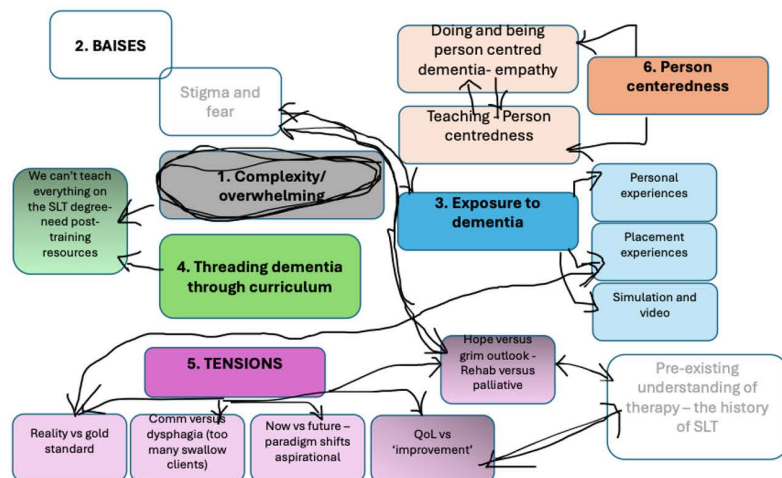 2. BAISES
Stigma and
fear
Doing and being
person centred
dementia- empathy
Teaching - Person
centredness
6. Person
centeredness
We can't teach
everything on
the SLT degree-
need post-
training
resources
1. Complexity/
overwhelming
4. Threading dementia
through curriculum
3. Exposure to
dementia
Personal
experiences
Placement
experiences
Simulation and
video
5. TENSIONS
Hope versus
grim outlook -
Rehab versus
palliative
Pre-existing
understanding of
therapy – the history
of SLT
Reality vs gold
standard
Comm versus
dysphagia (too
many swallow
clients)
Now vs future –
paradigm shifts
aspirational
QoL vs
'improvement'